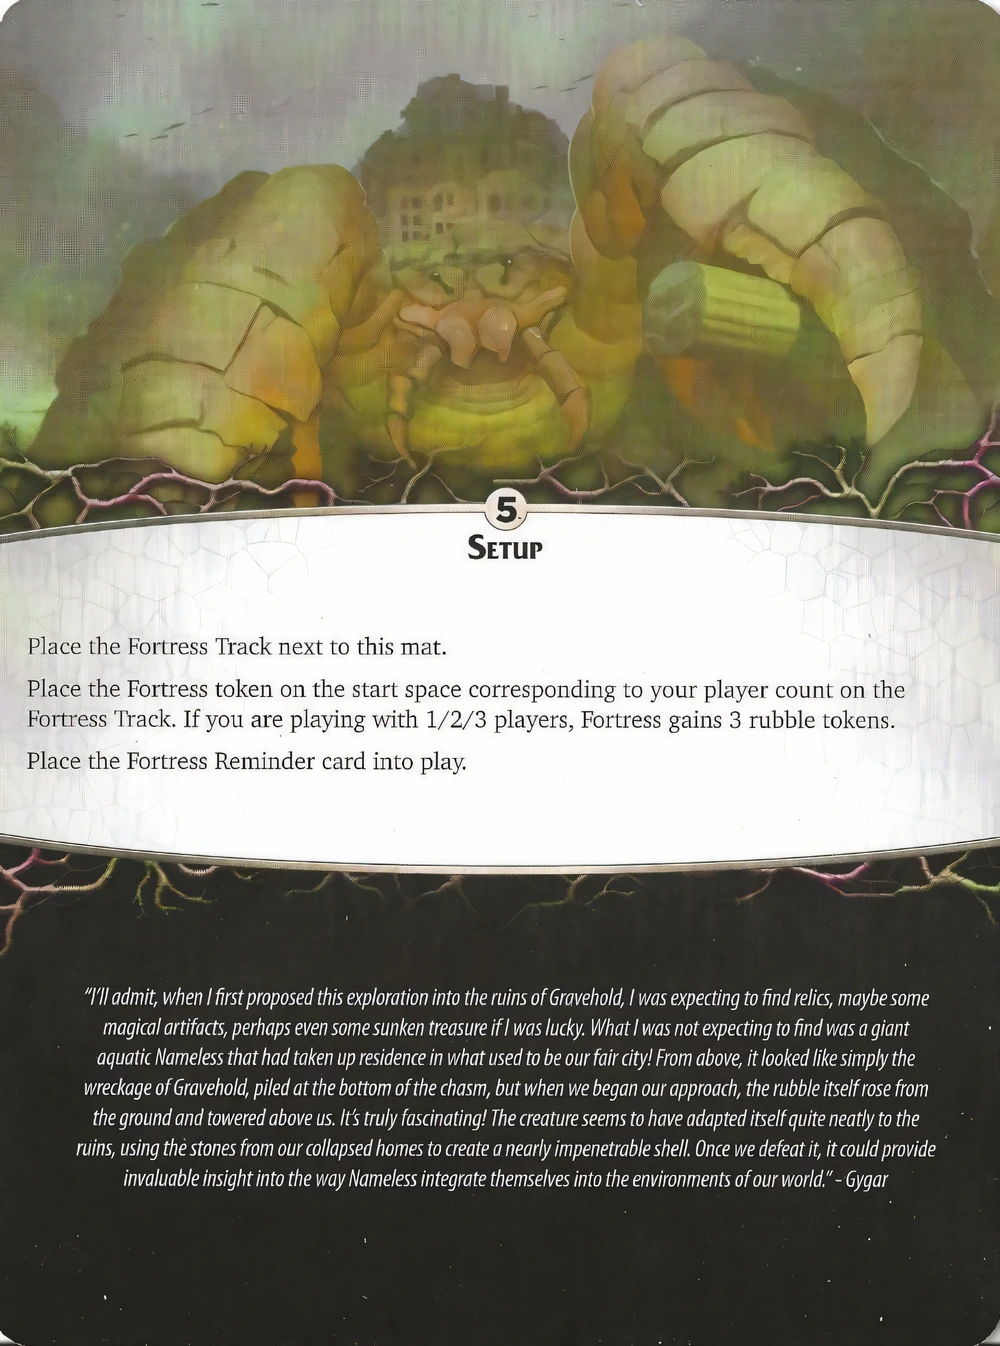 5
SETUP
Place the Fortress Track next to this mat.
Place the Fortress token on the start space corresponding to your player count on the
Fortress Track. If you are playing with 1/2/3 players, Fortress gains 3 rubble tokens.
Place the Fortress Reminder card into play.
"I'll admit, when I first proposed this exploration into the ruins of Gravehold, I was expecting to find relics, maybe some
magical artifacts, perhaps even some sunken treasure if I was lucky. What I was not expecting to find was a giant
aquatic Nameless that had taken up residence in what used to be our fair city! From above, it looked like simply the
wreckage of Gravehold, piled at the bottom of the chasm, but when we began our approach, the rubble itself rose from
the ground and towered above us. It's truly fascinating! The creature seems to have adapted itself quite neatly to the
ruins, using the stones from our collapsed homes to create a nearly impenetrable shell. Once we defeat it, it could provide
invaluable insight into the way Nameless integrate themselves into the environments of our world." - Gygar